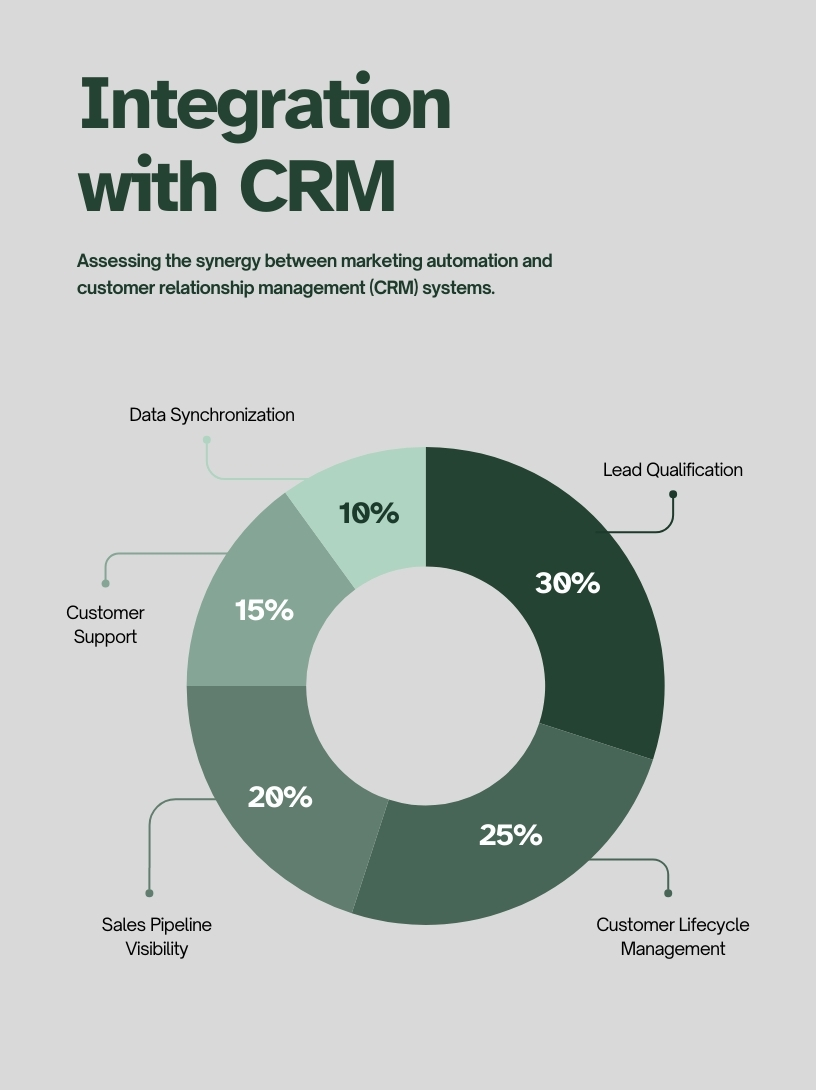 Integration
with CRM
Assessing the synergy between marketing automation and
customer relationship management (CRM) systems.
Data Synchronization
Lead Qualification
10%
30%
15%
Customer
Support
20%
25%
Sales Pipeline
Visibility
Customer Lifecycle
Management